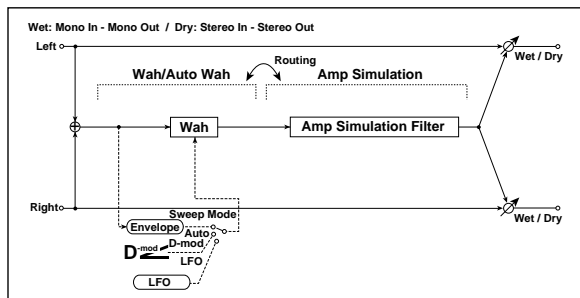 Wet: Mono In - Mono Out / Dry: Stereo In - Stereo Out
Left
Wet / Dry
Routing
Wah/Auto Wah
Amp Simulation
Wah
Amp Simulation Filter
Right
Wet / Dry
Sweep Mode
Envelope
Auto
D-mod
D-mod
LFO
LFO